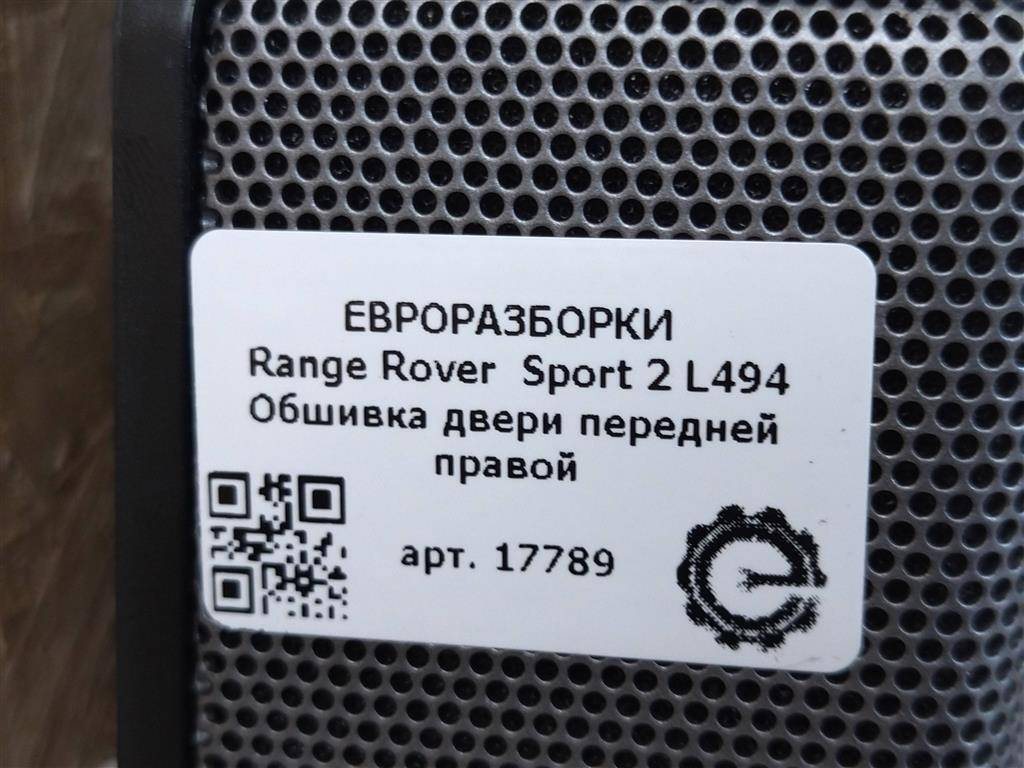 ЕВРОРАЗБОРКИ
Range Rover Sport 2 L494
Обшивка двери передней
правой
арт. 17789